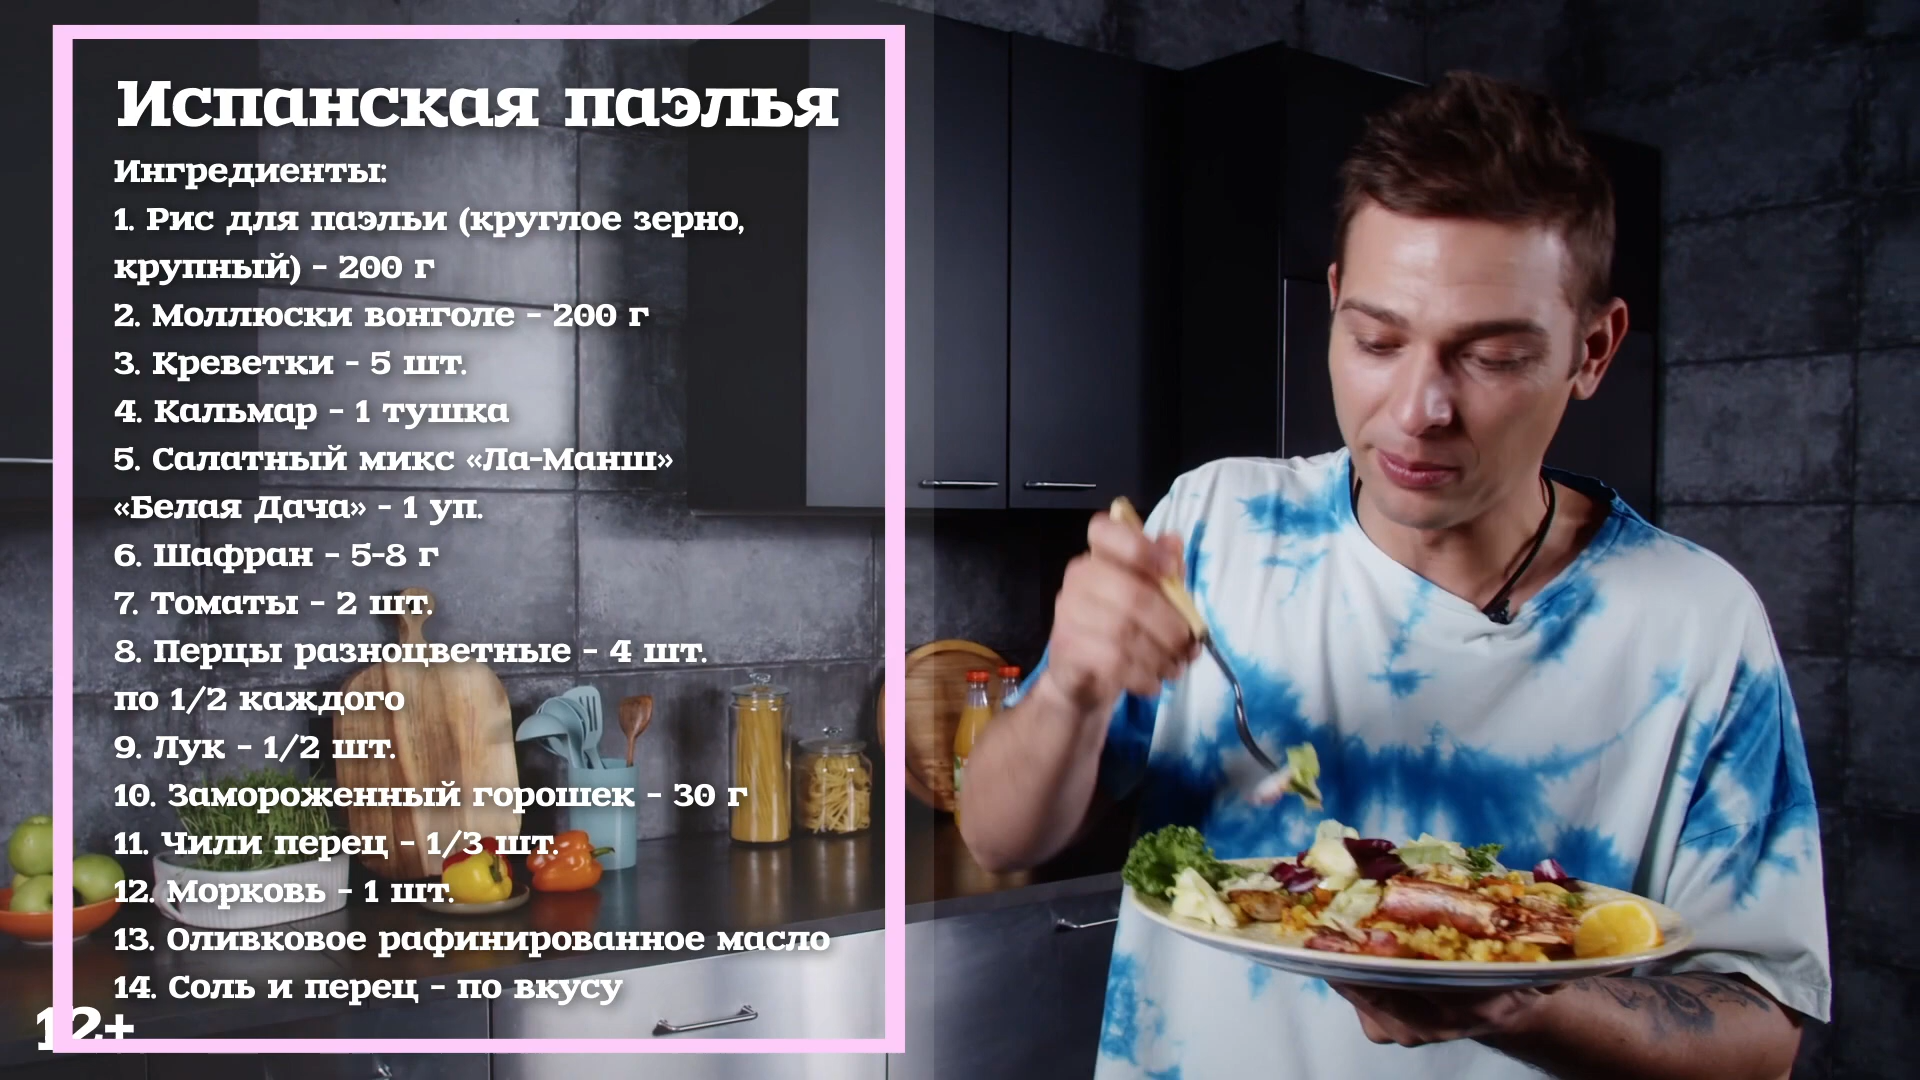 Испанская паэлья
Ингредиенты:
1. Рис для паэльи (круглое зерно,
крупный) - 200 г
2. Моллюски вонголе - 200 г
3. Креветки - 5 шт.
4. Кальмар - 1 тушка
5. Салатный микс «Ла-Манш»
«Белая Дача» - 1 уп.
6. Шафран - 5-8 г
7. Томаты - 2 шт.
8. Перцы разноцветные - 4 шт.
по 1/2 каждого
9. Лук - 1/2 шт.
10. Замороженный горошек - 30 г
11. Чили перец - 1/3 шт.
12. Морковь - 1 шт.
13. Оливковое рафинированное масло
14. Соль и перец - по вкусу
12+